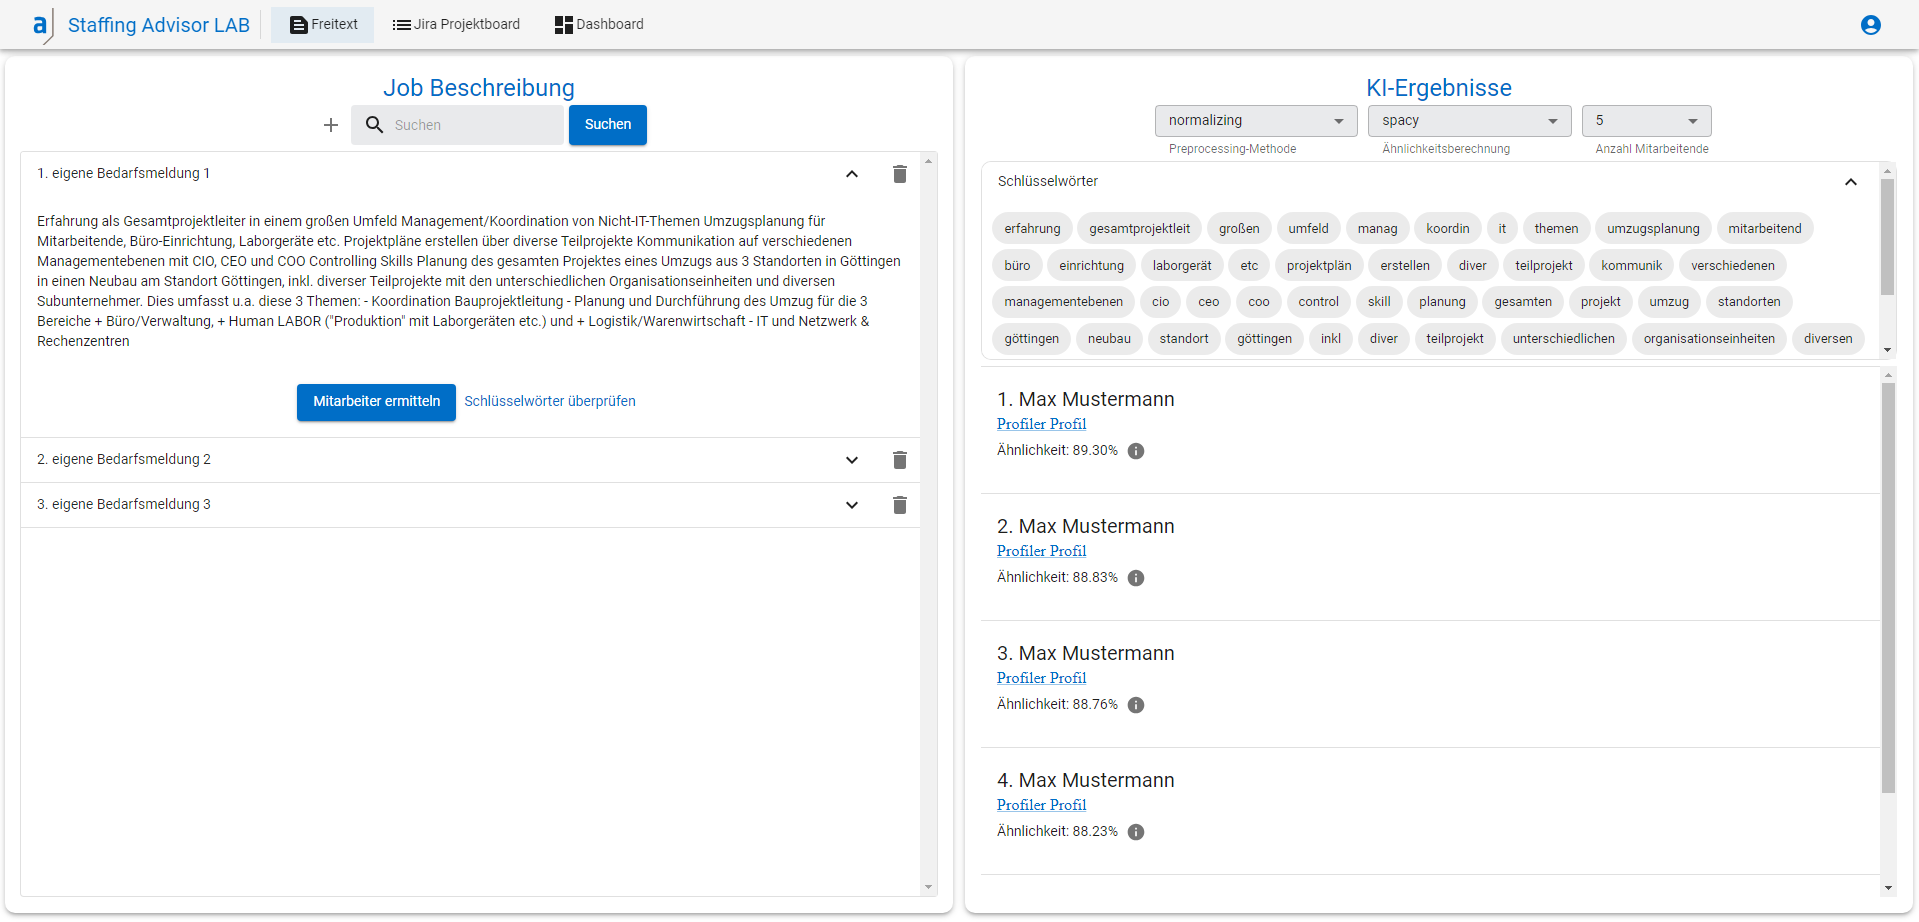 a Staffing Advisor LAB Freitext Jira Projektboard Dashboard
Job Beschreibung
Suchen Suchen
1. eigene Bedarfsmeldung 1
Erfahrung als Gesamtprojektleiter in einem großen Umfeld Management/Koordination von Nicht-IT-Themen Umzugsplanung für
Mitarbeitende, Büro-Einrichtung, Laborgeräte etc. Projektpläne erstellen über diverse Teilprojekte Kommunikation auf verschiedenen
Managementebenen mit CIO, CEO und COO Controlling Skills Planung des gesamten Projektes eines Umzugs aus 3 Standorten in Göttingen
in einen Neubau am Standort Göttingen, inkl. diverser Teilprojekte mit den unterschiedlichen Organisationseinheiten und diversen
Subunternehmer. Dies umfasst u.a. diese 3 Themen: - Koordination Bauprojektleitung - Planung und Durchführung des Umzug für die 3
Bereiche + Büro/Verwaltung, + Human LABOR ("Produktion" mit Laborgeräten etc.) und + Logistik/Warenwirtschaft - IT und Netzwerk &
Rechenzentren
Mitarbeiter ermitteln Schlüsselwörter überprüfen
2. eigene Bedarfsmeldung 2
3. eigene Bedarfsmeldung 3
KI-Ergebnisse
normalizing spacy 5
Preprocessing-Methode Ähnlichkeitsberechnung Anzahl Mitarbeitende
Schlüsselwörter
erfahrung gesamtprojektleit großen umfeld manag koordin it themen umzugsplanung mitarbeitend
büro einrichtung laborgerät etc projektplän erstellen diver teilprojekt kommunik verschiedenen
managementebenen cio ceo coo control skill planung gesamten projekt umzug standorten
göttingen neubau standort göttingen inkl diver teilprojekt unterschiedlichen organisationseinheiten diversen
1. Max Mustermann
Profiler Profil
Ähnlichkeit: 89.30%
2. Max Mustermann
Profiler Profil
Ähnlichkeit: 88.83%
3. Max Mustermann
Profiler Profil
Ähnlichkeit: 88.76%
4. Max Mustermann
Profiler Profil
Ähnlichkeit: 88.23%